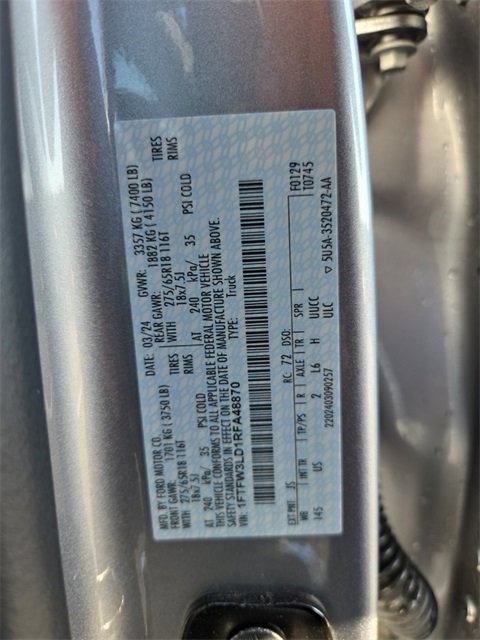 MFD. BY FORD MOTOR CO.
DATE: 03/24 GVWR: 3357 KG ( 7400 LB)
FRONT GAWR: 1701 KG ( 3750 LB) REAR GAWR: 1882 KG ( 4150 LB)
WITH 275/65R18 116T TIRES WITH 275/65R18 116T TIRES
18x7.5J RIMS 18x7.5J RIMS
AT 240 kPa/ 35 PSI COLD AT 240 kPa/ 35 PSI COLD
THIS VEHICLE CONFORMS TO ALL APPLICABLE FEDERAL MOTOR VEHICLE
SAFETY STANDARDS IN EFFECT ON THE DATE OF MANUFACTURE SHOWN ABOVE.
VIN: 1FTFW3LD1RFA48870 TYPE: Truck
F0129
T0745
EXT PNT: JS RC: 72 DSO:
WB INT TR TP/PS R AXLE TR SPR
145 US 2 L6 H UUCC
2202403090257 ULC ▽ 5U5A-3520472-AA